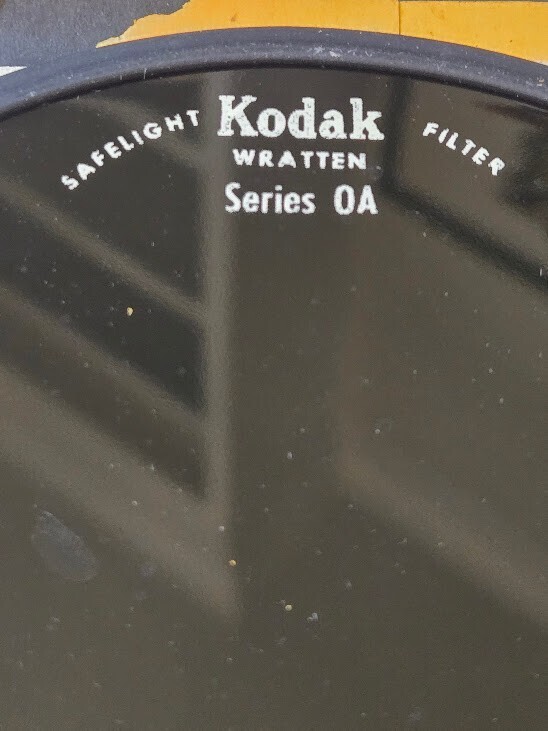 SAFELIGHT Kodak FILTER
WRATTEN
Series OA